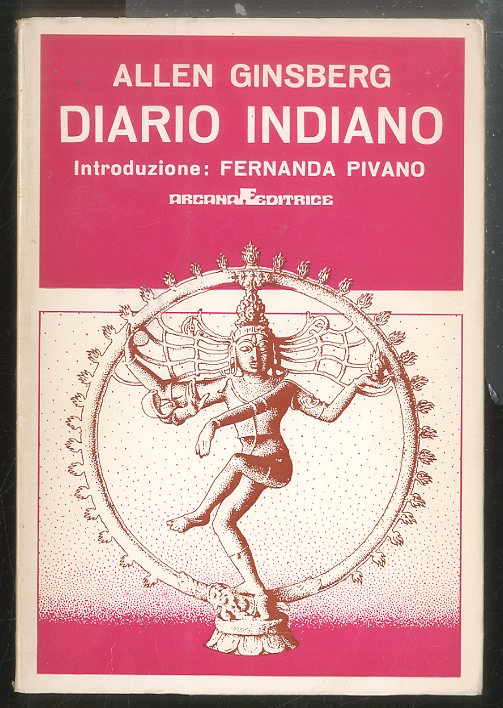 ALLEN GINSBERG
DIARIO INDIANO
Introduzione: FERNANDA PIVANO
ARCANA Æ EDITRICE